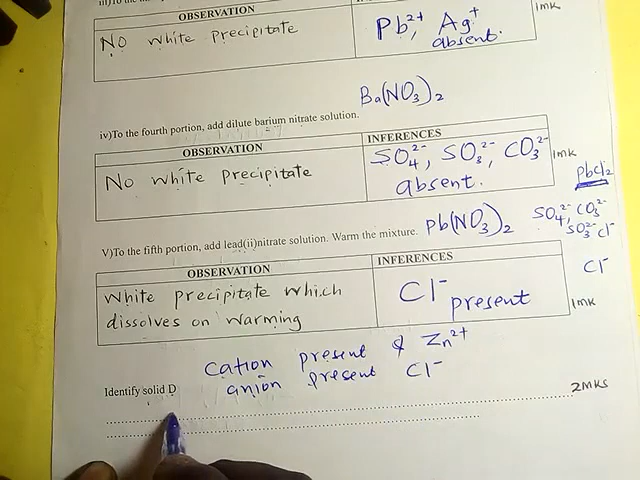 iii)To the
OBSERVATION
No white precipitate
Pb²⁺, Ag⁺
absent.
1mk
Ba(NO₃)₂
iv)To the fourth portion, add dilute barium nitrate solution.
OBSERVATION
INFERENCES
No white precipitate
SO₄²⁻, SO₃²⁻, CO₃²⁻
absent.
1mk
PbCl₂
SO₄²⁻, CO₃²⁻
SO₃²⁻ Cl⁻
Cl⁻
V)To the fifth portion, add lead(ii)nitrate solution. Warm the mixture.
Pb(NO₃)₂
OBSERVATION
INFERENCES
White precipitate which
dissolves on warming
Cl⁻ present
1mk
Cation present & Zn²⁺
anion present Cl⁻
Identify solid D
2mks